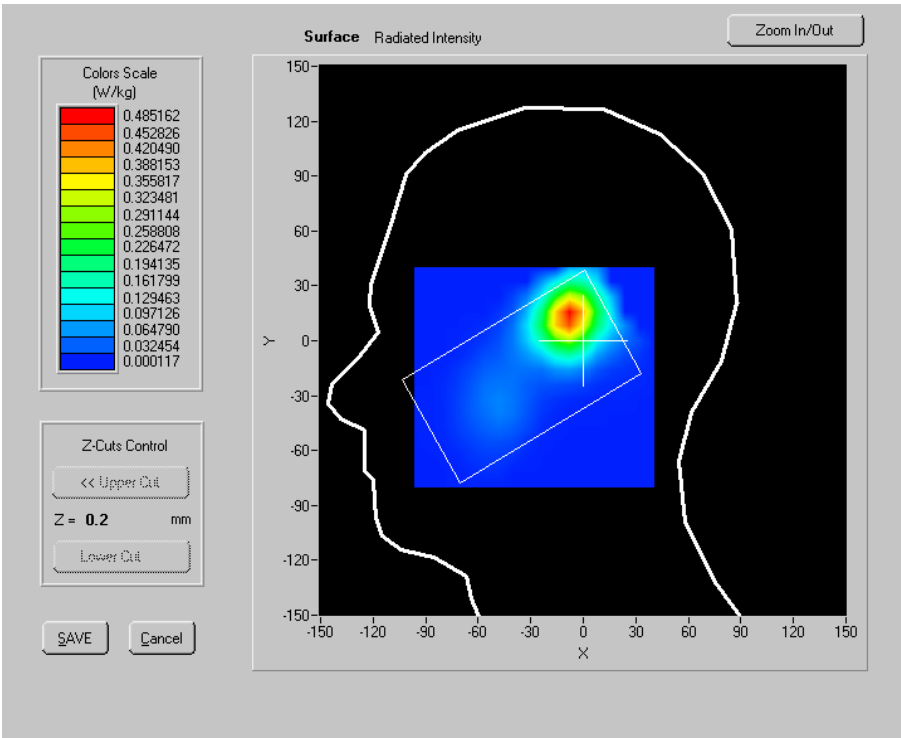 Surface Radiated Intensity
Zoom In/Out
Colors Scale
(W/kg)
0.485162
0.452826
0.420490
0.388153
0.355817
0.323481
0.291144
0.258808
0.226472
0.194135
0.161799
0.129463
0.097126
0.064790
0.032454
0.000117
Z-Cuts Control
<< Upper Cut
Z = 0.2 mm
Lower Cut
SAVE
Cancel
150
120
90
60
30
0
-30
-60
-90
-120
-150
Y
-150 -120 -90 -60 -30 0 30 60 90 120 150
X